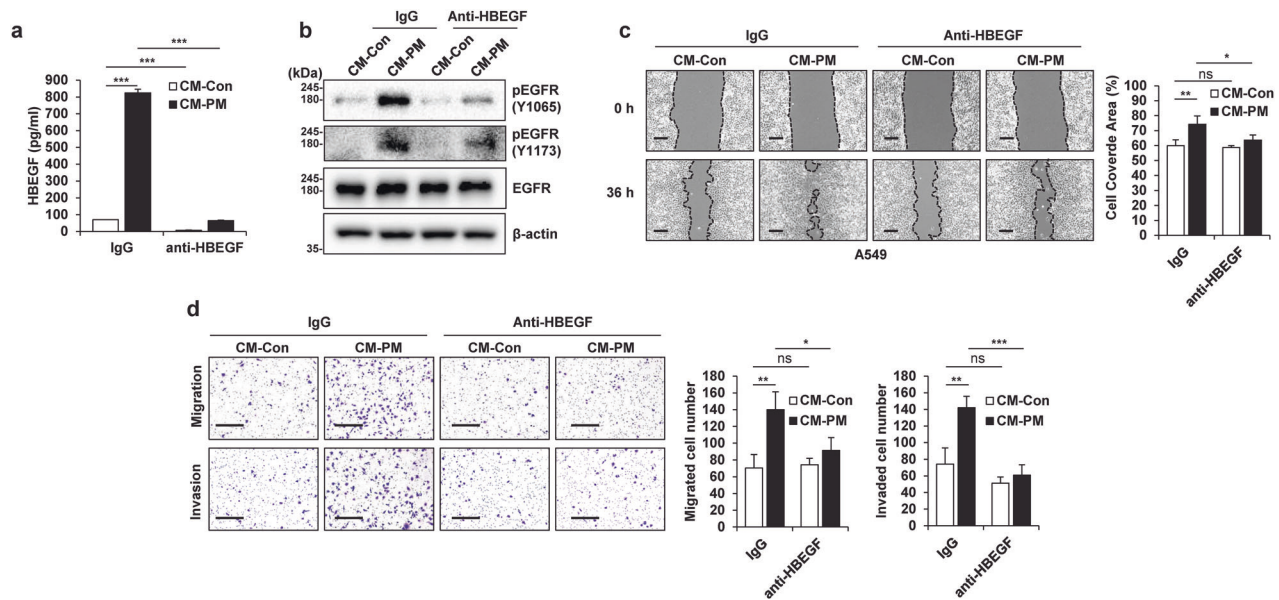 a
***
***
***
CM-Con
CM-PM
HBEGF (pg/ml)
900
800
700
600
500
400
300
200
100
0
IgG
anti-HBEGF
b
IgG
Anti-HBEGF
CM-Con
CM-PM
CM-Con
CM-PM
(kDa)
245-
180-
pEGFR
(Y1065)
245-
180-
pEGFR
(Y1173)
245-
180-
EGFR
β-actin
35-
c
IgG
Anti-HBEGF
CM-Con
CM-PM
CM-Con
CM-PM
0 h
36 h
A549
*
ns
**
CM-Con
CM-PM
Cell Coverde Area (%)
100
90
80
70
60
50
40
30
20
10
0
IgG
anti-HBEGF
d
IgG
Anti-HBEGF
CM-Con
CM-PM
CM-Con
CM-PM
Migration
Invasion
*
ns
**
CM-Con
CM-PM
Migrated cell number
180
160
140
120
100
80
60
40
20
0
IgG
anti-HBEGF
***
ns
**
CM-Con
CM-PM
Invaded cell number
180
160
140
120
100
80
60
40
20
0
IgG
anti-HBEGF